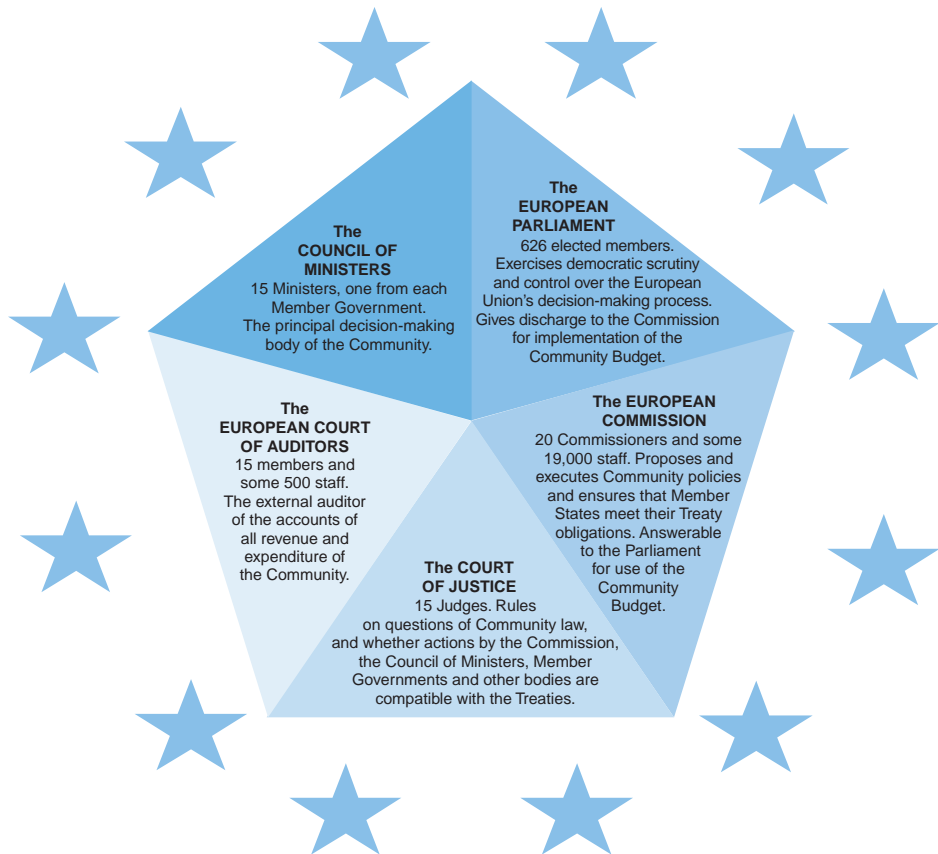 The
COUNCIL OF
MINISTERS
15 Ministers, one from each
Member Government.
The principal decision-making
body of the Community.
The
EUROPEAN
PARLIAMENT
626 elected members.
Exercises democratic scrutiny
and control over the European
Union's decision-making process.
Gives discharge to the Commission
for implementation of the
Community Budget.
The
EUROPEAN COURT
OF AUDITORS
15 members and
some 500 staff.
The external auditor
of the accounts of
all revenue and
expenditure of
the Community.
The EUROPEAN
COMMISSION
20 Commissioners and some
19,000 staff. Proposes and
executes Community policies
and ensures that Member
States meet their Treaty
obligations. Answerable
to the Parliament
for use of the
Community
Budget.
The COURT
OF JUSTICE
15 Judges. Rules
on questions of Community law,
and whether actions by the Commission,
the Council of Ministers, Member
Governments and other bodies are
compatible with the Treaties.